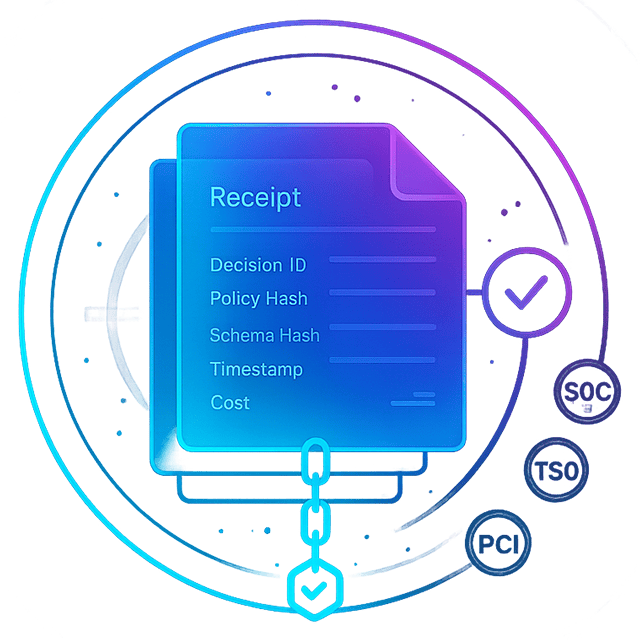 Receipt
Decision ID
Policy Hash
Schema Hash
Timestamp
Cost
SOC
TSO
PCI